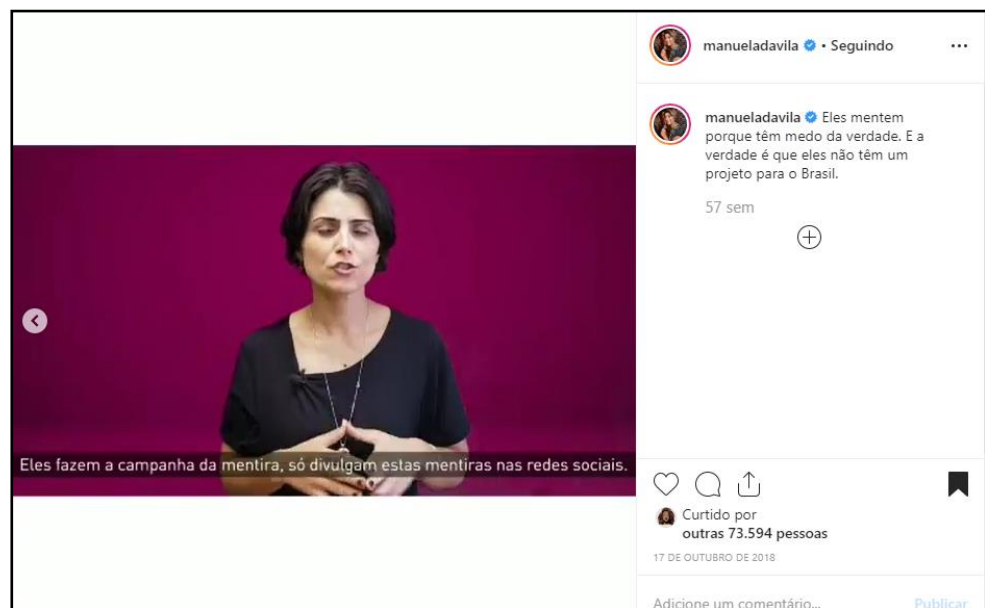 manueladavila • Seguindo
manueladavila Eles mentem
porque têm medo da verdade. E a
verdade é que eles não têm um
projeto para o Brasil.
57 sem
Eles fazem a campanha da mentira, só divulgam estas mentiras nas redes sociais.
Curtido por
outras 73.594 pessoas
17 DE OUTUBRO DE 2018
Adicione um comentário... Publicar